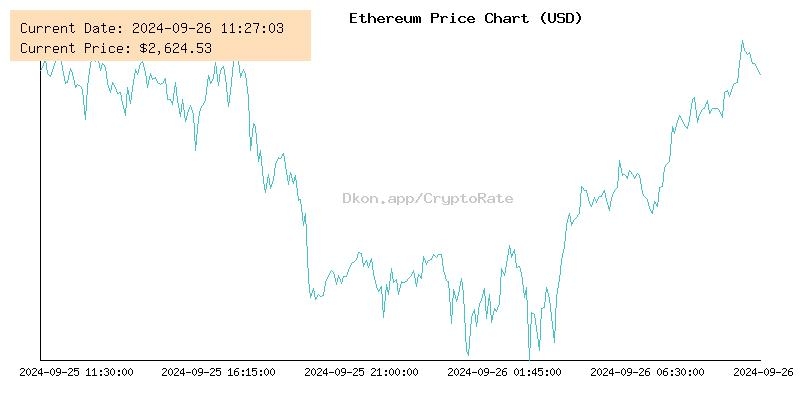 Ethereum Price Chart (USD)
Current Date: 2024-09-26 11:27:03
Current Price: $2,624.53
Dkon.app/CryptoRate
2024-09-25 11:30:00 2024-09-25 16:15:00 2024-09-25 21:00:00 2024-09-26 01:45:00 2024-09-26 06:30:00 2024-09-26